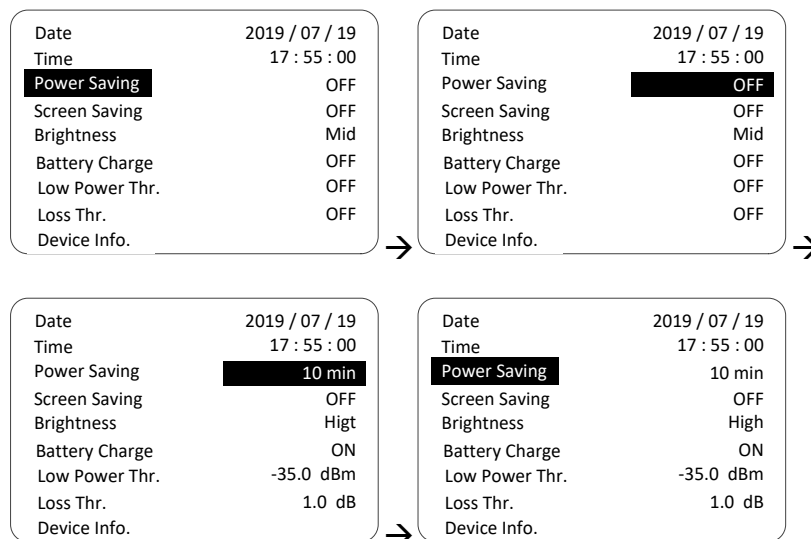 Date 2019 / 07 / 19
Time 17 : 55 : 00
Power Saving OFF
Screen Saving OFF
Brightness Mid
Battery Charge OFF
Low Power Thr. OFF
Loss Thr. OFF
Device Info.
→
Date 2019 / 07 / 19
Time 17 : 55 : 00
Power Saving OFF
Screen Saving OFF
Brightness Mid
Battery Charge OFF
Low Power Thr. OFF
Loss Thr. OFF
Device Info.
→
Date 2019 / 07 / 19
Time 17 : 55 : 00
Power Saving 10 min
Screen Saving OFF
Brightness Higt
Battery Charge ON
Low Power Thr. -35.0 dBm
Loss Thr. 1.0 dB
Device Info.
→
Date 2019 / 07 / 19
Time 17 : 55 : 00
Power Saving 10 min
Screen Saving OFF
Brightness High
Battery Charge ON
Low Power Thr. -35.0 dBm
Loss Thr. 1.0 dB
Device Info.